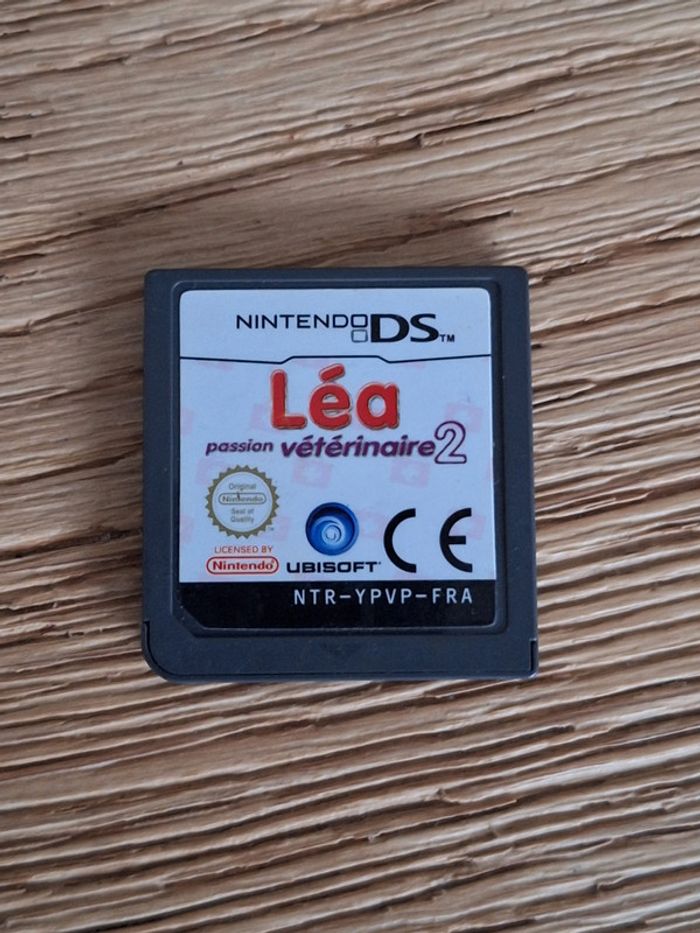 NINTENDO DS™
Léa
passion vétérinaire 2
Original
Nintendo
Seal of
Quality
LICENSED BY
Nintendo
UBISOFT
CE
NTR-YPVP-FRA